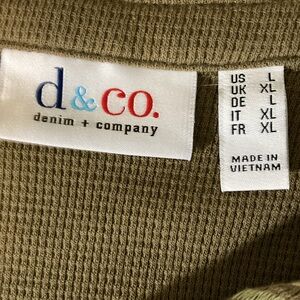 d & co.
denim + company
US L
UK XL
DE L
IT XL
FR XL
MADE IN
VIETNAM